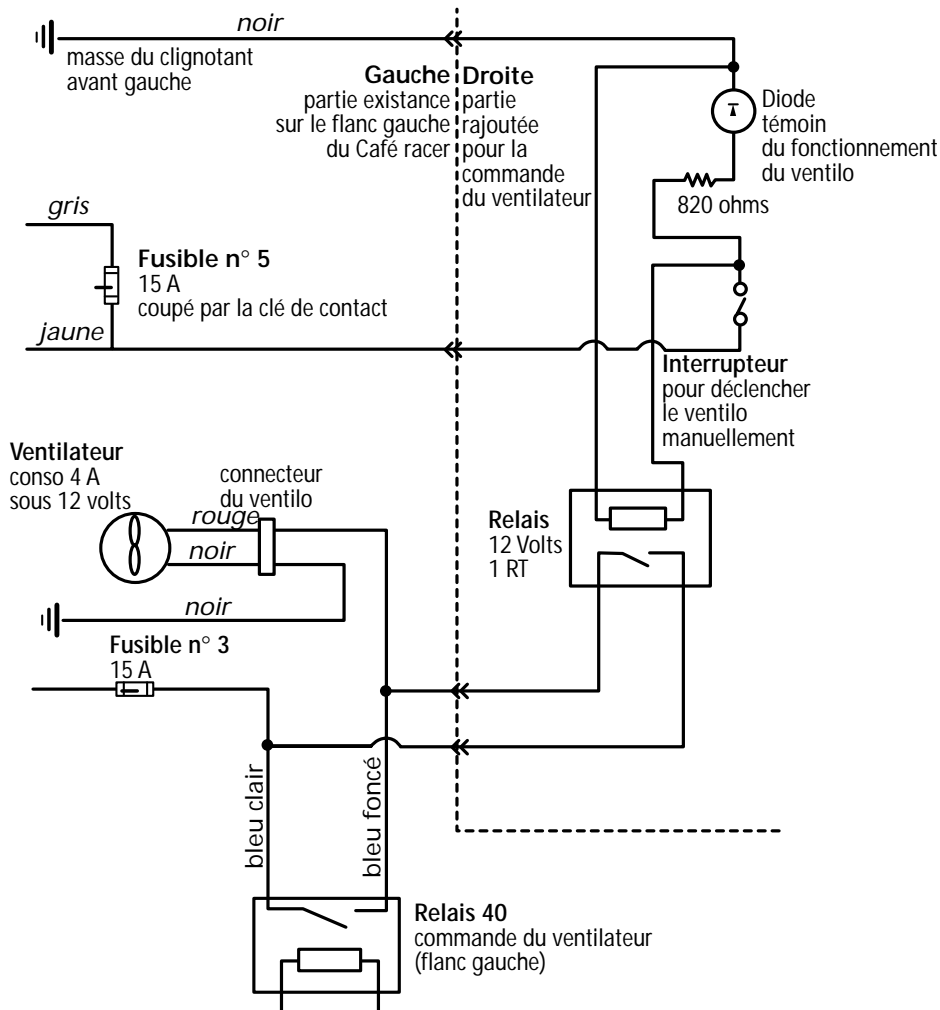 noir
masse du clignotant
avant gauche
Gauche
partie existance
sur le flanc gauche
du Café racer
Droite
partie
rajoutée
pour la
commande
du ventilateur
Diode
témoin
du fonctionnement
du ventilo
820 ohms
gris
Fusible n° 5
15 A
coupé par la clé de contact
jaune
Interrupteur
pour déclencher
le ventilo
manuellement
Ventilateur
conso 4 A
sous 12 volts
connecteur
du ventilo
rouge
noir
noir
Relais
12 Volts
1 RT
Fusible n° 3
15 A
bleu clair
bleu foncé
Relais 40
commande du ventilateur
(flanc gauche)